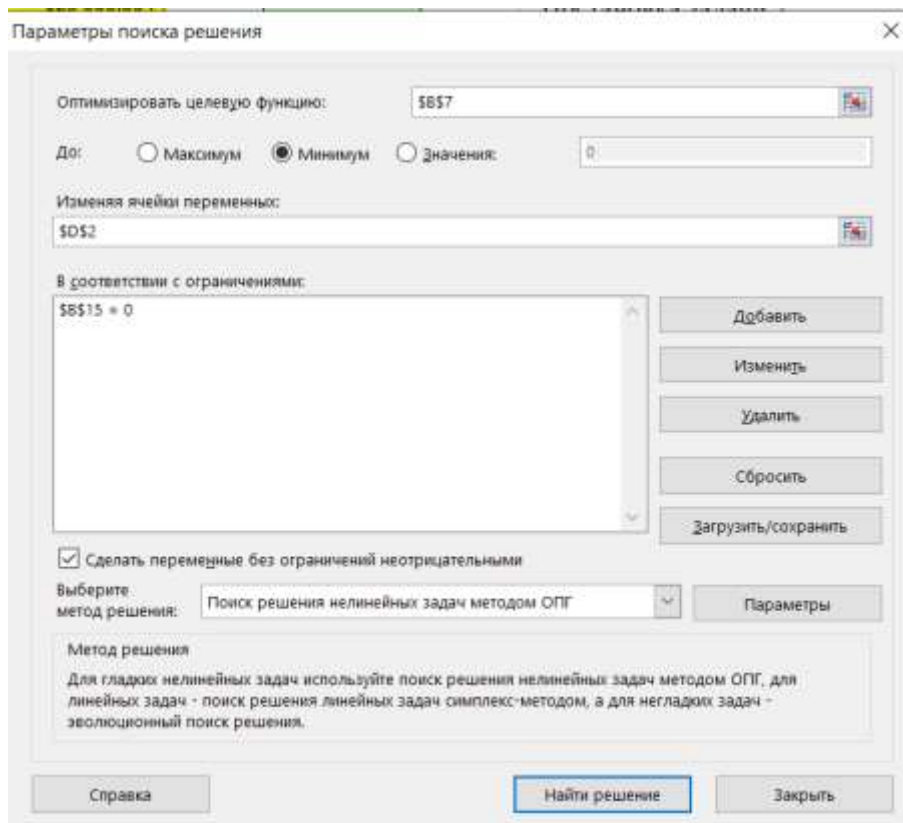 Параметры поиска решения
Оптимизировать целевую функцию: $B$7
До: Максимум Минимум Значения: 0
Изменяя ячейки переменных:
$D$2
В соответствии с ограничениями:
$B$15 = 0
Добавить
Изменить
Удалить
Сбросить
Загрузить/сохранить
Сделать переменные без ограничений неотрицательными
Выберите
метод решения: Поиск решения нелинейных задач методом ОПГ Параметры
Метод решения
Для гладких нелинейных задач используйте поиск решения нелинейных задач методом ОПГ, для
линейных задач - поиск решения линейных задач симплекс-методом, а для негладких задач -
эволюционный поиск решения.
Справка Найти решение Закрыть